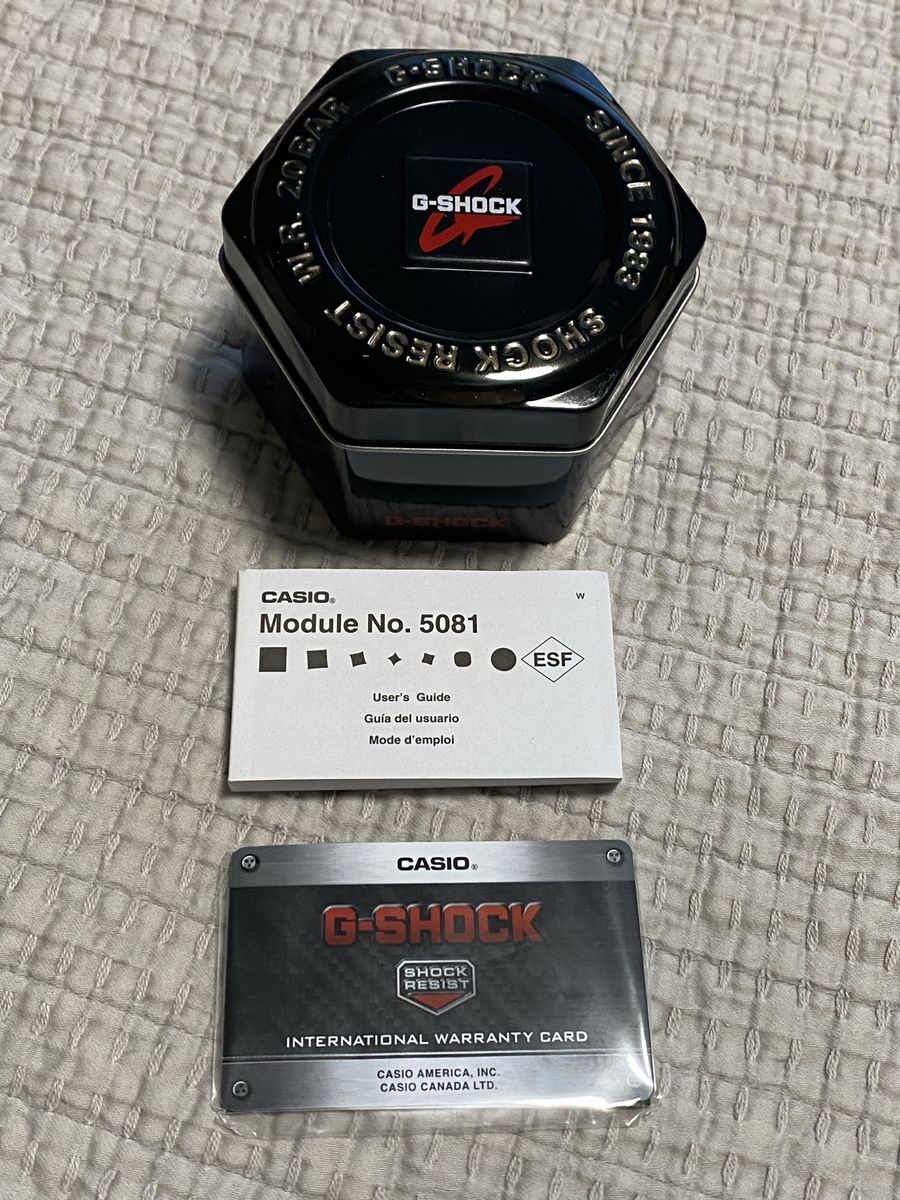 G-SHOCK
SINCE 1983
SHOCK RESIST
W.R. 20BAR
G-SHOCK
G-SHOCK
CASIO® W
Module No. 5081
ESF
User's Guide
Guía del usuario
Mode d'emploi
CASIO®
G-SHOCK
SHOCK
RESIST
INTERNATIONAL WARRANTY CARD
CASIO AMERICA, INC.
CASIO CANADA LTD.